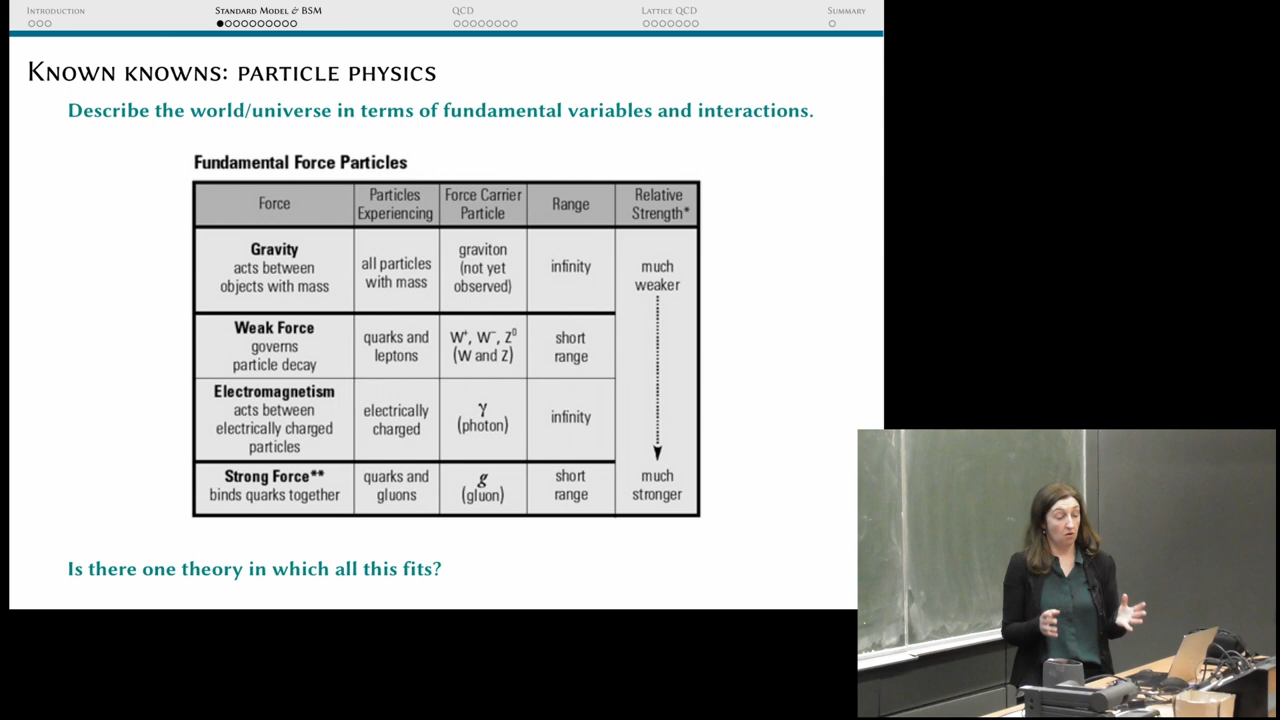 Introduction
Standard Model & BSM
QCD
Lattice QCD
Summary
Known knowns: particle physics
Describe the world/universe in terms of fundamental variables and interactions.
Fundamental Force Particles
Force
Particles
Experiencing
Force Carrier
Particle
Range
Relative
Strength*
Gravity
acts between
objects with mass
all particles
with mass
graviton
(not yet
observed)
infinity
much
weaker
Weak Force
governs
particle decay
quarks and
leptons
W⁺, W⁻, Z⁰
(W and Z)
short
range
Electromagnetism
acts between
electrically charged
particles
electrically
charged
γ
(photon)
infinity
Strong Force**
binds quarks together
quarks and
gluons
g
(gluon)
short
range
much
stronger
Is there one theory in which all this fits?